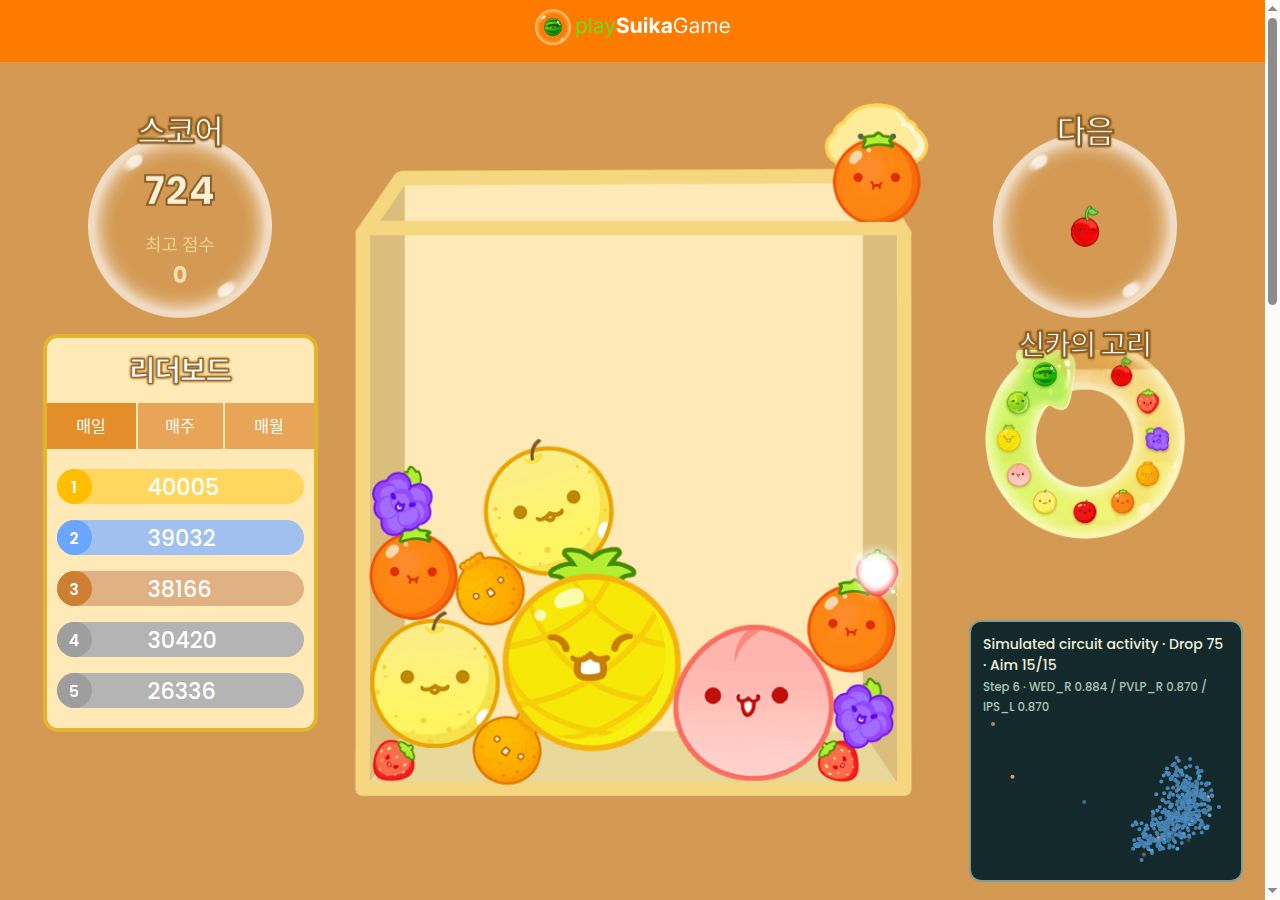 playSuikaGame
스코어
724
최고 점수
0
다음
신카의 고리
리더보드
매일 매주 매월
1 40005
2 39032
3 38166
4 30420
5 26336
Simulated circuit activity · Drop 75
· Aim 15/15
Step 6 · WED_R 0.884 / PVLP_R 0.870 /
IPS_L 0.870